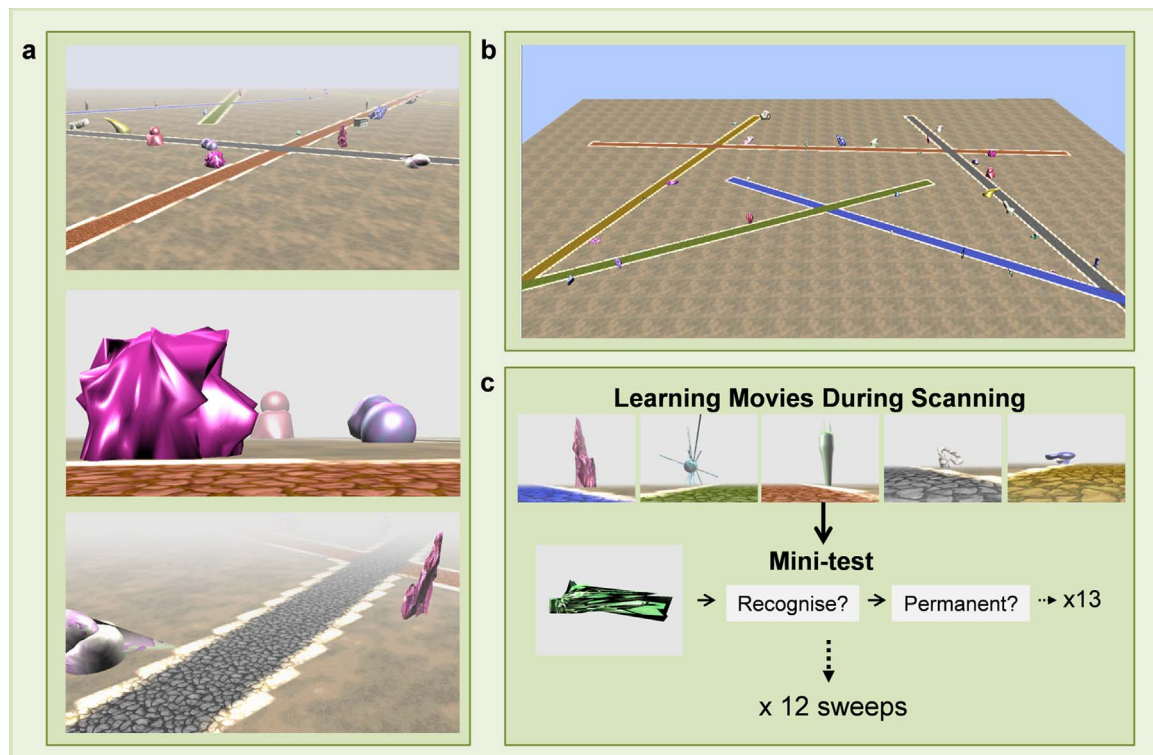 a
b
c
Learning Movies During Scanning
Mini-test
Recognise?
Permanent?
x13
x 12 sweeps